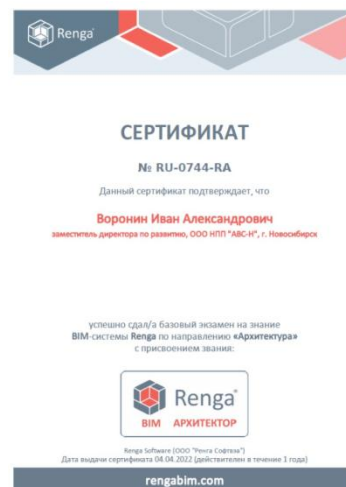 Renga
СЕРТИФИКАТ
№ RU-0744-RA
Данный сертификат подтверждает, что
Воронин Иван Александрович
заместитель директора по развитию, ООО НПП "АВС-Н", г. Новосибирск
успешно сдал/а базовый экзамен на знание
BIM-системы Renga по направлению «Архитектура»
с присвоением звания:
Renga
BIM АРХИТЕКТОР
Renga Software (ООО "Ренга Софтвэа")
Дата выдачи сертификата 04.04.2022 (действителен в течение 1 года)
rengabim.com